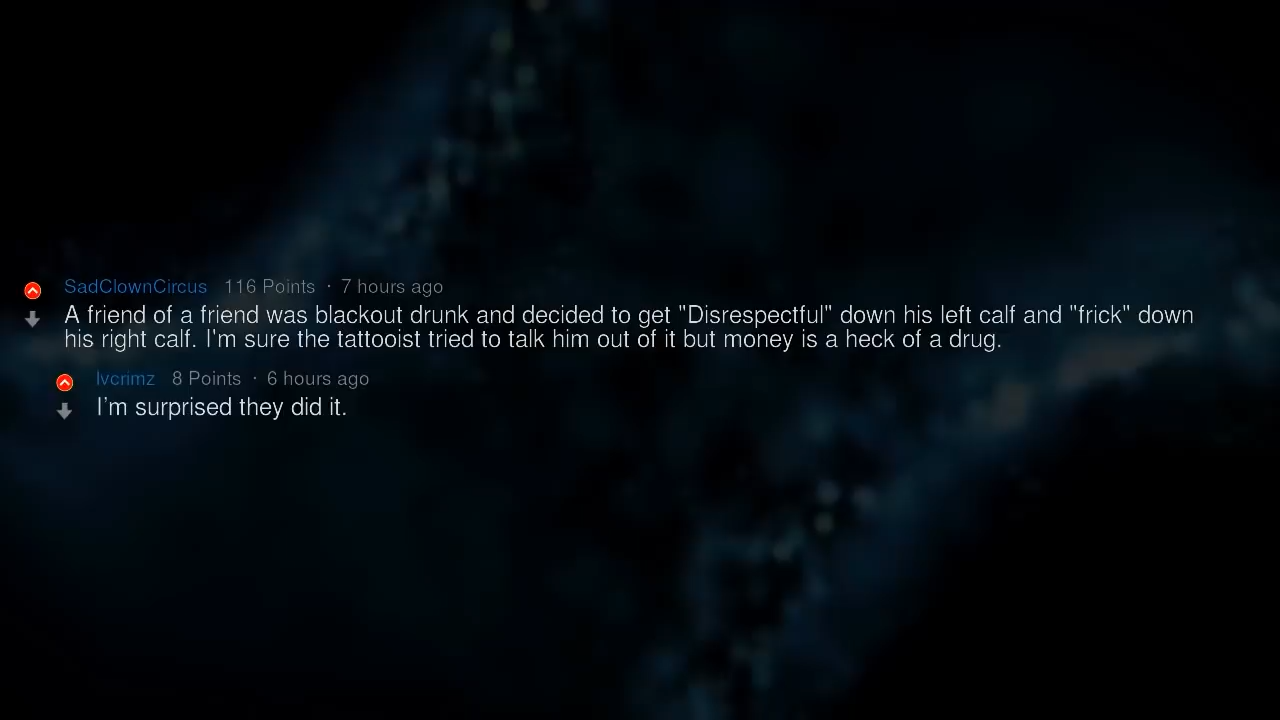 SadClownCircus 116 Points · 7 hours ago
A friend of a friend was blackout drunk and decided to get "Disrespectful" down his left calf and "frick" down
his right calf. I'm sure the tattooist tried to talk him out of it but money is a heck of a drug.
lvcrimz 8 Points · 6 hours ago
I’m surprised they did it.